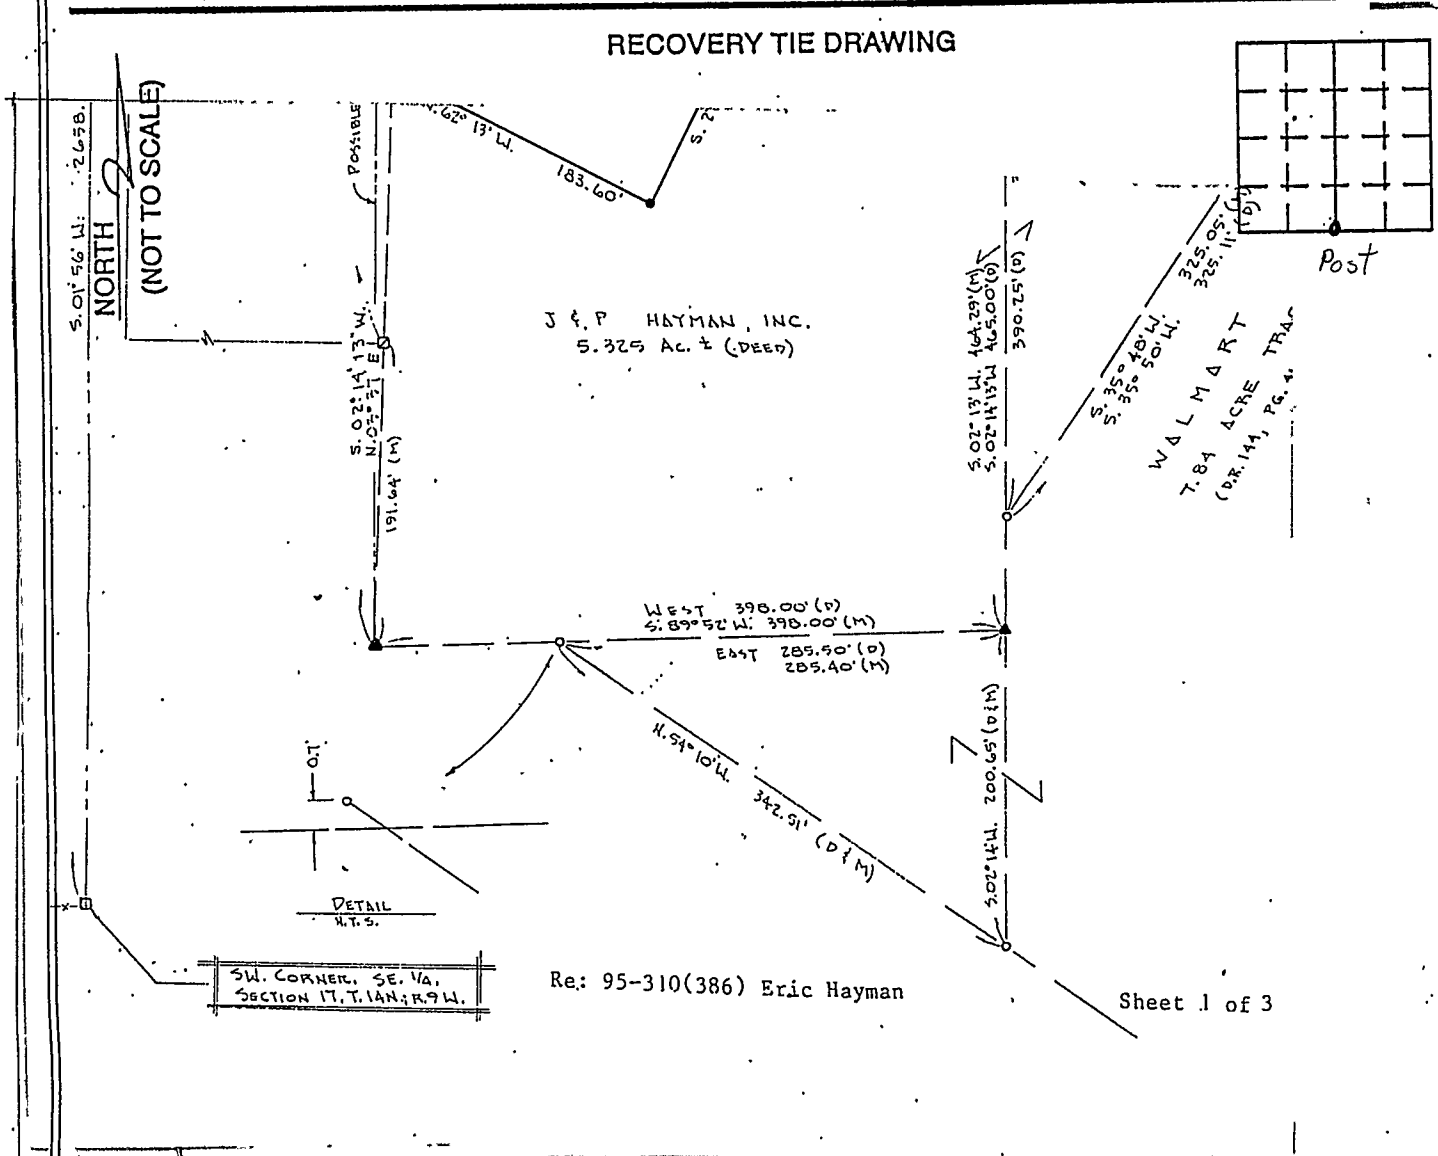 RECOVERY TIE DRAWING
NORTH
(NOT TO SCALE)
S. 01° 56' W. 2658.
POSSIBLE
62° 13' W.
183.60'
S. 2
Post
J & P HAYMAN, INC.
5.325 AC. ± (DEED)
S. 02° 14' 13" W.
191.64' (M)
S. 02° 13' W. 464.29' (M)
S. 02° 14' 13" W 465.00' (D)
390.25' (D)
325.05'
325.11' (D)
S. 35° 48' W.
S. 35° 50' W.
WALMART
7.84 ACRE
(D.R. 144, PG.
WEST 398.00' (D)
S. 89° 52' W. 398.00' (M)
EAST 285.50' (D)
285.40' (M)
N. 54° 10' W. 342.51' (D & M)
S. 02° 14' W. 200.65' (D & M)
0.7'
DETAIL
N.T.S.
SW. CORNER, SE. 1/4,
SECTION 17, T.14N; R.9W.
Re: 95-310(386) Eric Hayman
Sheet 1 of 3